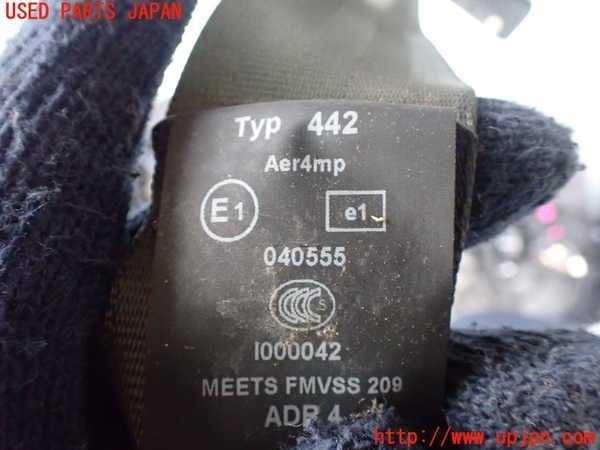 USED PARTS JAPAN
Typ 442
Aer4mp
E1 e1
040555
CCC S
I000042
MEETS FMVSS 209
ADR 4
http://www.upjpn.com/